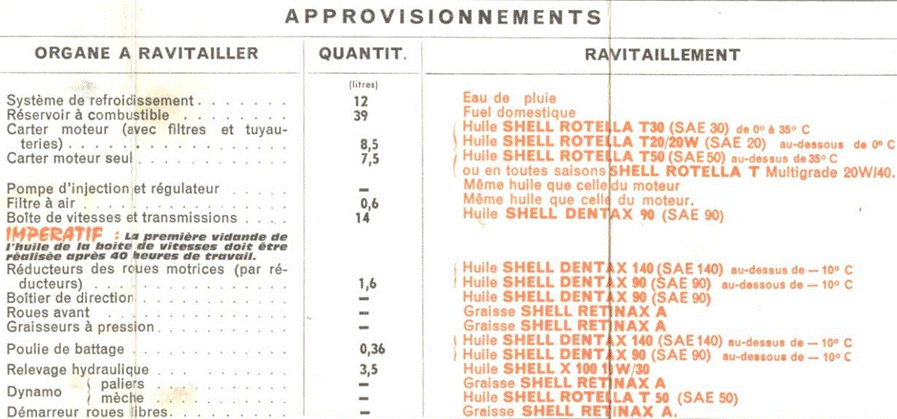 APPROVISIONNEMENTS
ORGANE A RAVITAILLER QUANTIT. RAVITAILLEMENT
(litres)
Système de refroidissement . . . . . . . 12 Eau de pluie
Réservoir à combustible . . . . . . . . 39 Fuel domestique
Carter moteur (avec filtres et tuyau- Huile SHELL ROTELLA T30 (SAE 30) de 0° à 35° C
teries) . . . . . . . . . . . . . 8,5 Huile SHELL ROTELLA T20/20W (SAE 20) au-dessous de 0° C
Carter moteur seul . . . . . . . . . . 7,5 Huile SHELL ROTELLA T50 (SAE 50) au-dessus de 35° C
ou en toutes saisons SHELL ROTELLA T Multigrade 20W/40.
Pompe d'injection et régulateur . . . . . – Même huile que celle du moteur
Filtre à air . . . . . . . . . . . . 0,6 Même huile que celle du moteur.
Boîte de vitesses et transmissions . . . . 14 Huile SHELL DENTAX 90 (SAE 90)
IMPERATIF : La première vidande de
l'huile de la boite de vitesses doit être
réalisée après 40 heures de travail.
Réducteurs des roues motrices (par ré- Huile SHELL DENTAX 140 (SAE 140) au-dessus de — 10° C
ducteurs) . . . . . . . . . . . . 1,6 Huile SHELL DENTAX 90 (SAE 90) au-dessous de — 10° C
Boîtier de direction . . . . . . . . . . – Huile SHELL DENTAX 90 (SAE 90)
Roues avant . . . . . . . . . . . . – Graisse SHELL RETINAX A
Graisseurs à pression . . . . . . . . . – Graisse SHELL RETINAX A
Huile SHELL DENTAX 140 (SAE 140) au-dessus de — 10° C
Poulie de battage . . . . . . . . . . 0,36 Huile SHELL DENTAX 90 (SAE 90) au-dessous de — 10° C
Relevage hydraulique . . . . . . . . . 3,5 Huile SHELL X 100 10W/30
Dynamo { paliers . . . . . . . . . . – Graisse SHELL RETINAX A
mèche . . . . . . . . . . – Huile SHELL ROTELLA T 50 (SAE 50)
Démarreur roues libres. . . . . . . . . – Graisse SHELL RETINAX A.